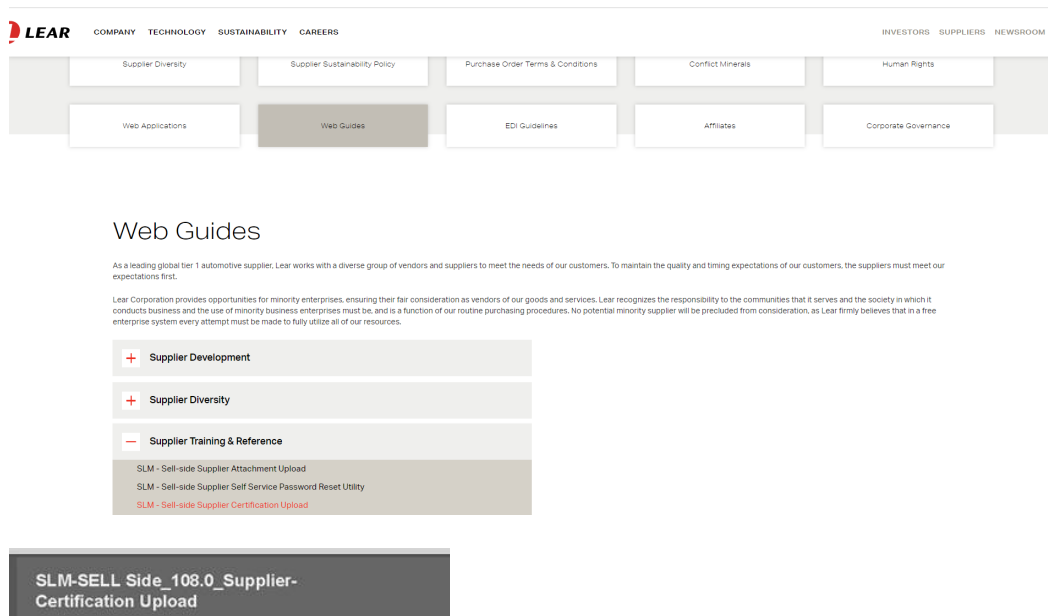 LEAR
COMPANY TECHNOLOGY SUSTAINABILITY CAREERS
INVESTORS SUPPLIERS NEWSROOM
Supplier Diversity
Supplier Sustainability Policy
Purchase Order Terms & Conditions
Conflict Minerals
Human Rights
Web Applications
Web Guides
EDI Guidelines
Affiliates
Corporate Governance
Web Guides
As a leading global tier 1 automotive supplier, Lear works with a diverse group of vendors and suppliers to meet the needs of our customers. To maintain the quality and timing expectations of our customers, the suppliers must meet our
expectations first.
Lear Corporation provides opportunities for minority enterprises, ensuring their fair consideration as vendors of our goods and services. Lear recognizes the responsibility to the communities that it serves and the society in which it
conducts business and the use of minority business enterprises must be, and is a function of our routine purchasing procedures. No potential minority supplier will be precluded from consideration, as Lear firmly believes that in a free
enterprise system every attempt must be made to fully utilize all of our resources.
Supplier Development
Supplier Diversity
Supplier Training & Reference
SLM - Sell-side Supplier Attachment Upload
SLM - Sell-side Supplier Self Service Password Reset Utility
SLM - Sell-side Supplier Certification Upload
SLM-SELL Side_108.0_Supplier-
Certification Upload